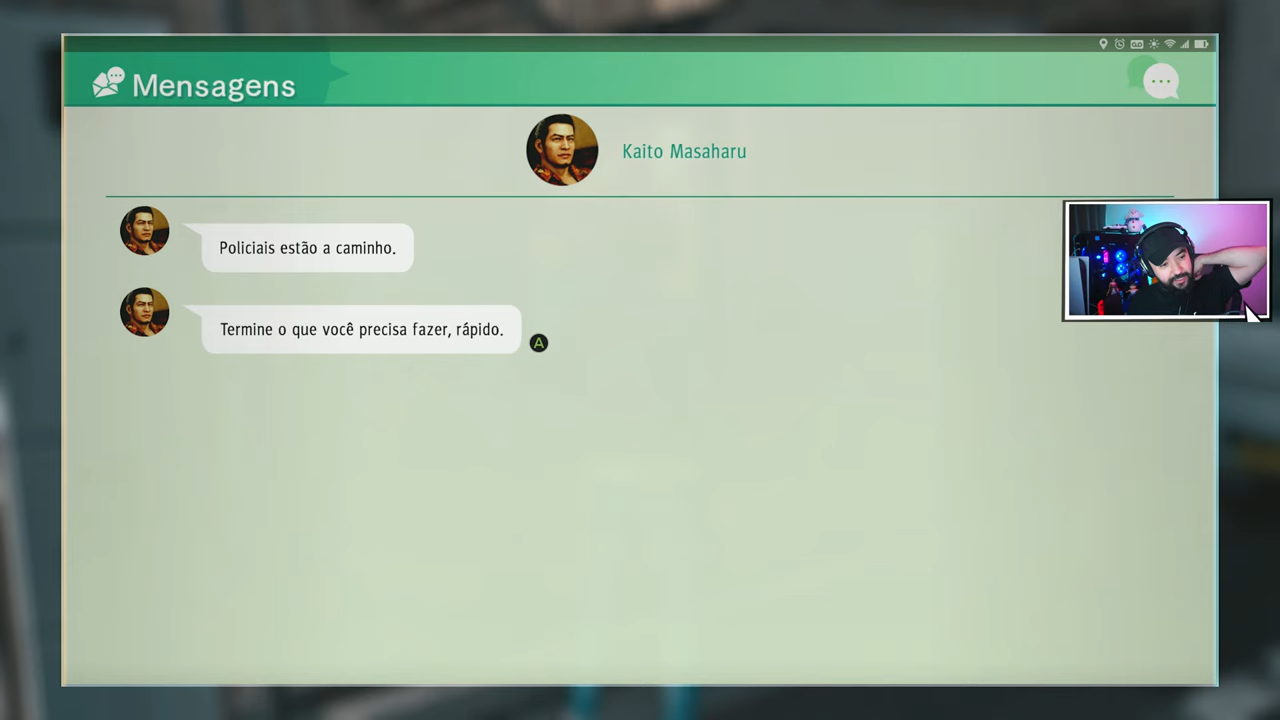 Mensagens
Kaito Masaharu
Policiais estão a caminho.
Termine o que você precisa fazer, rápido.
A